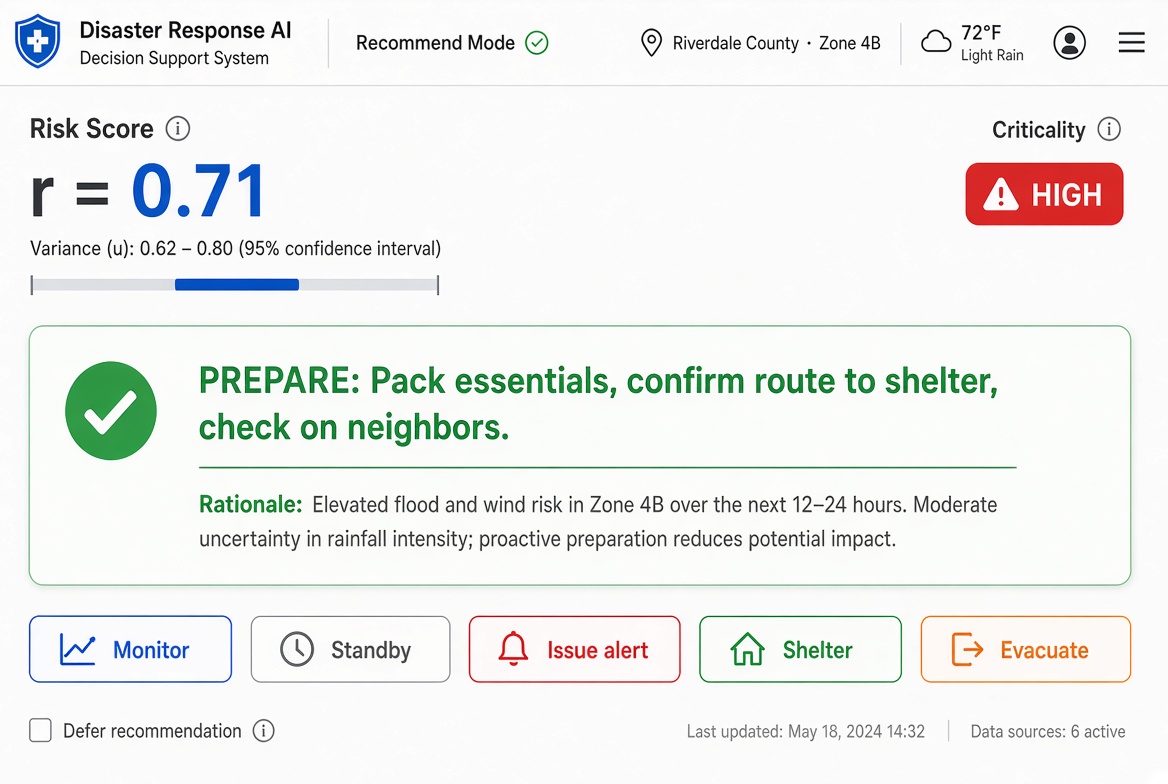 Disaster Response AI
Decision Support System
Recommend Mode
Riverdale County · Zone 4B
72°F
Light Rain
Risk Score
Criticality
r = 0.71
HIGH
Variance (u): 0.62 – 0.80 (95% confidence interval)
PREPARE: Pack essentials, confirm route to shelter,
check on neighbors.
Rationale: Elevated flood and wind risk in Zone 4B over the next 12–24 hours. Moderate
uncertainty in rainfall intensity; proactive preparation reduces potential impact.
Monitor
Standby
Issue alert
Shelter
Evacuate
Defer recommendation
Last updated: May 18, 2024 14:32
Data sources: 6 active